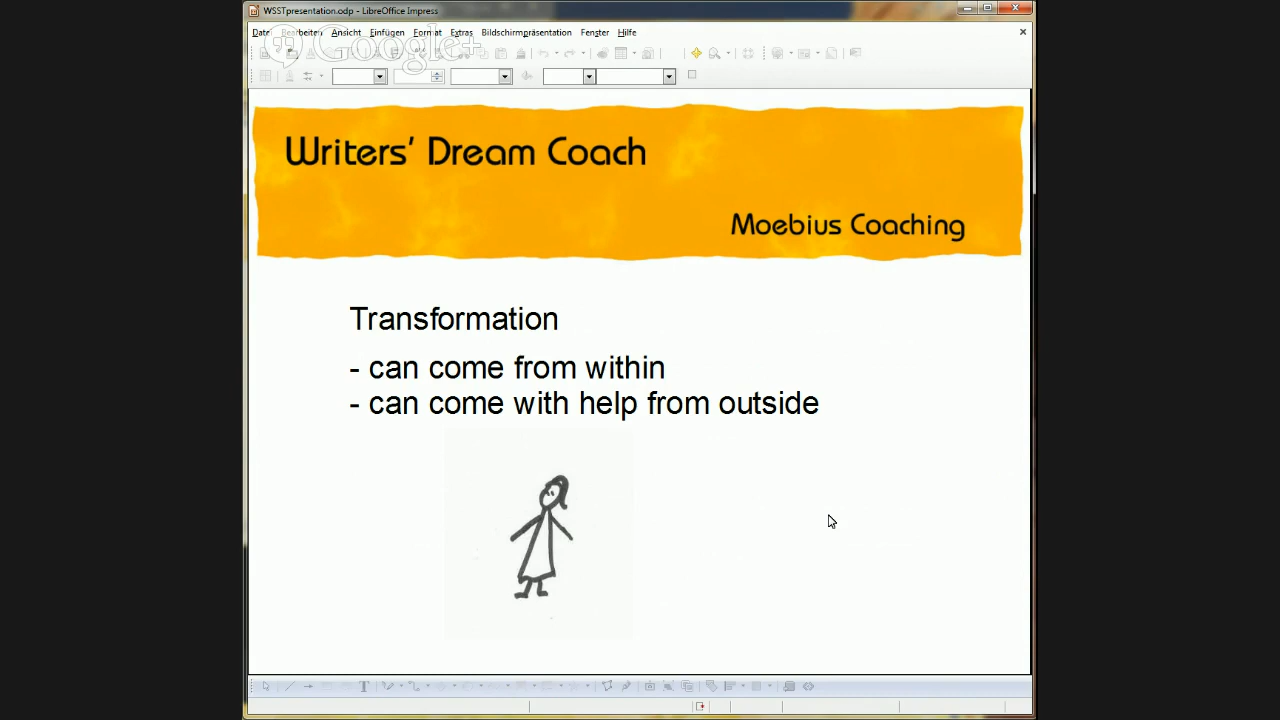 WSSTpresentation.odp - LibreOffice Impress
Datei Bearbeiten Ansicht Einfügen Format Extras Bildschirmpräsentation Fenster Hilfe
Google+
Writers' Dream Coach
Moebius Coaching
Transformation
- can come from within
- can come with help from outside